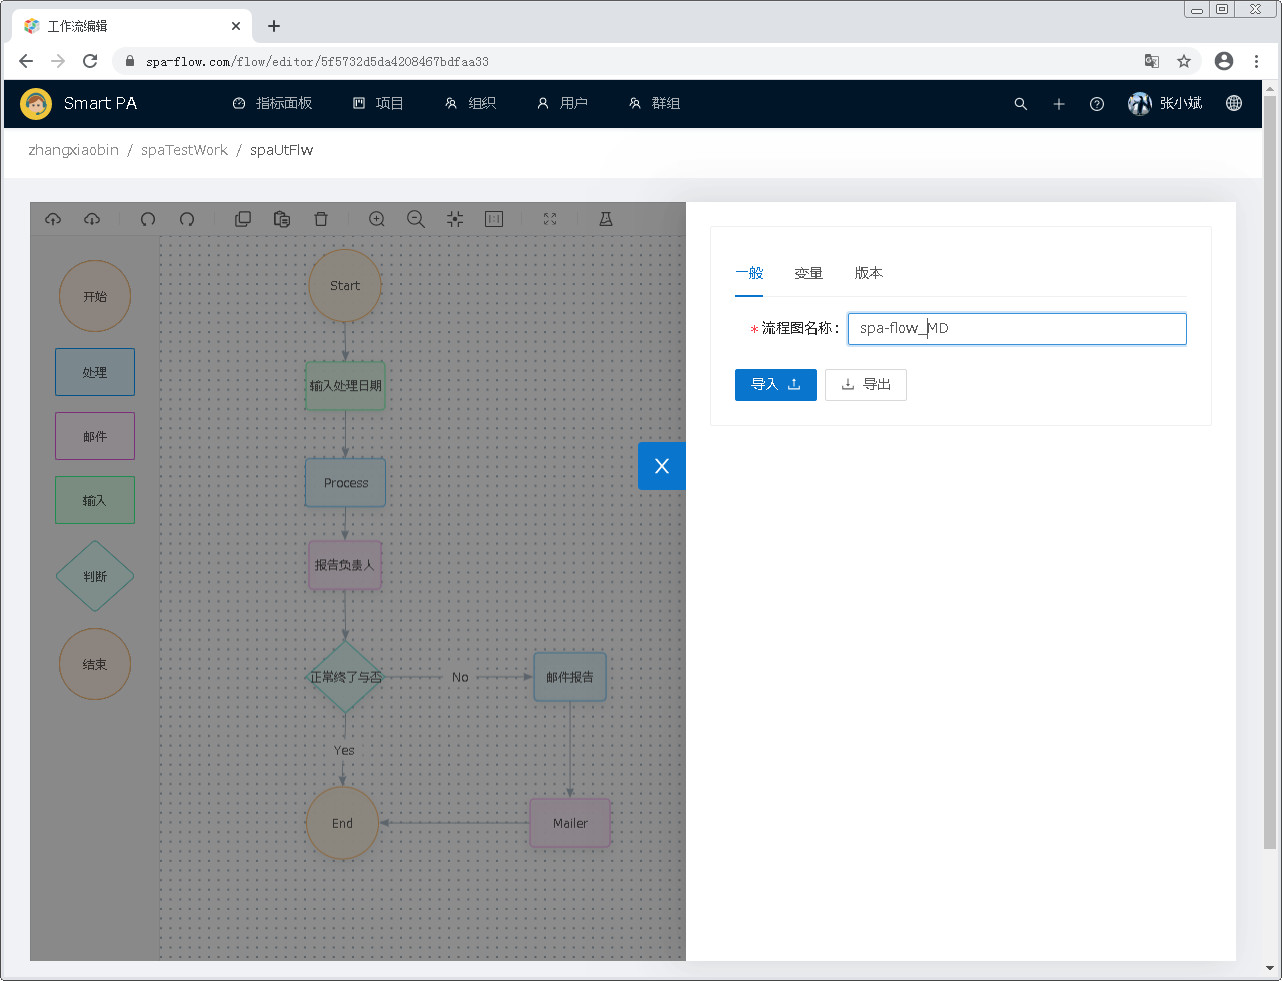 工作流编辑
spa-flow.com/flow/editor/5f5732d5da4208467bdfaa33
Smart PA 指标面板 项目 组织 用户 群组 张小斌
zhangxiaobin / spaTestWork / spaUtFlw
开始
处理
邮件
输入
判断
结束
Start
输入处理日期
Process
报告负责人
正常终了与否
No
邮件报告
Yes
End
Mailer
一般 变量 版本
*流程图名称: spa-flow_MD
导入 导出